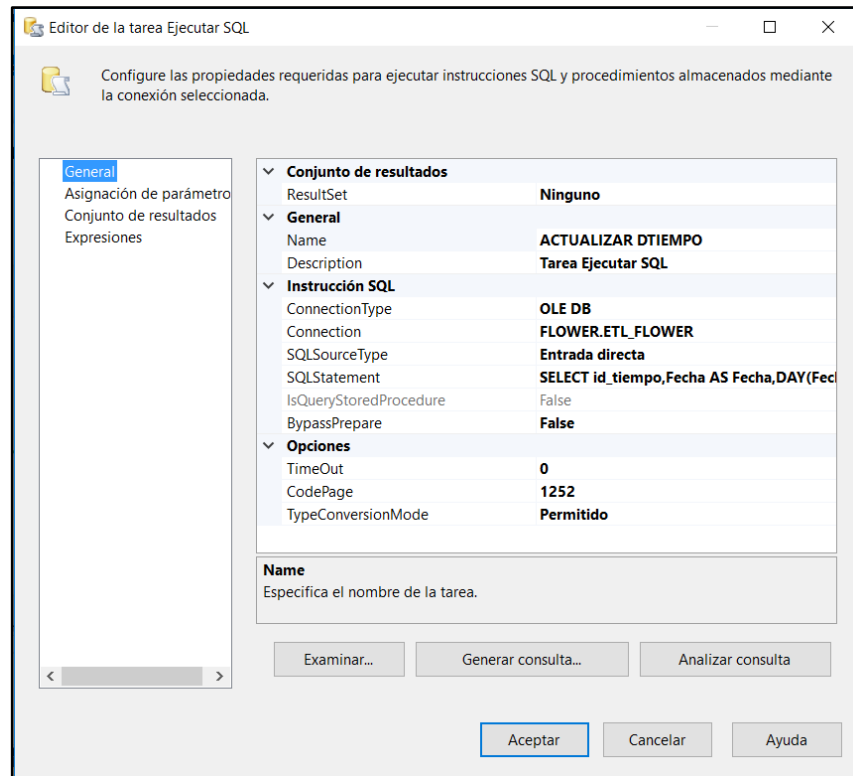 Editor de la tarea Ejecutar SQL
Configure las propiedades requeridas para ejecutar instrucciones SQL y procedimientos almacenados mediante
la conexión seleccionada.
General
Asignación de parámetro
Conjunto de resultados
Expresiones
Conjunto de resultados
ResultSet Ninguno
General
Name ACTUALIZAR DTIEMPO
Description Tarea Ejecutar SQL
Instrucción SQL
ConnectionType OLE DB
Connection FLOWER.ETL_FLOWER
SQLSourceType Entrada directa
SQLStatement SELECT id_tiempo,Fecha AS Fecha,DAY(Fecl
IsQueryStoredProcedure False
BypassPrepare False
Opciones
TimeOut 0
CodePage 1252
TypeConversionMode Permitido
Name
Especifica el nombre de la tarea.
Examinar... Generar consulta... Analizar consulta
Aceptar Cancelar Ayuda